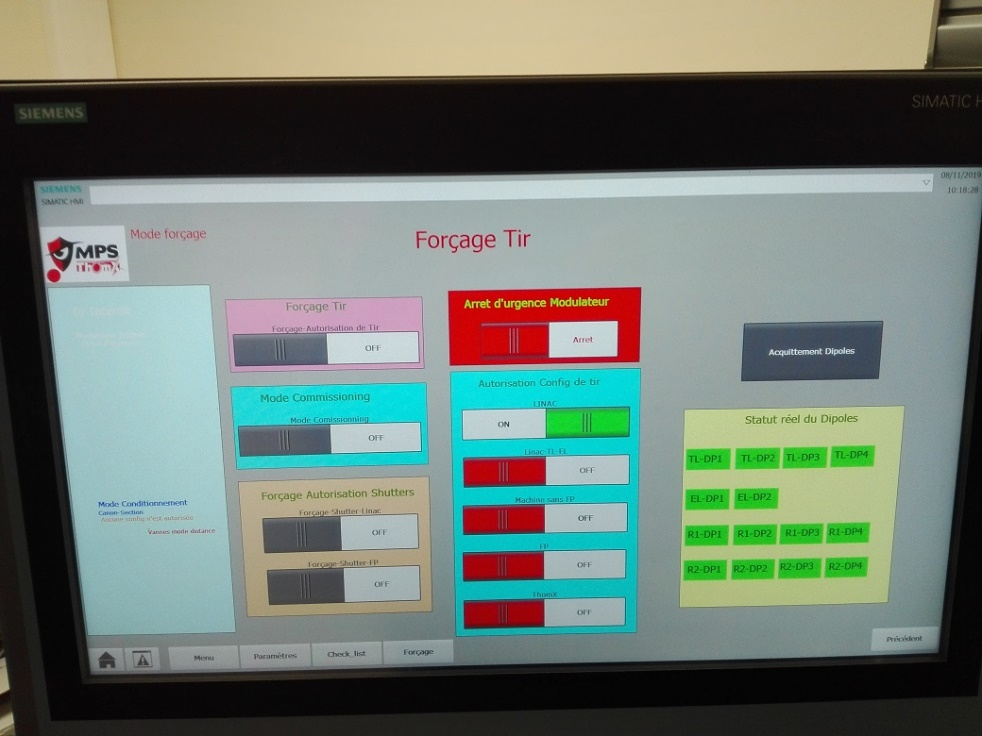 SIEMENS
SIMATIC H
SIEMENS
SIMATIC HMI
08/11/2019
10:18:28
MPS
ThomX
Mode forçage
Forçage Tir
Forçage Tir
Forçage Autorisation de Tir
OFF
Mode Commissioning
Mode Comissionning
OFF
Forçage Autorisation Shutters
Forçage Shutter Linac
OFF
Forçage Shutter FP
OFF
Arret d'urgence Modulateur
Arret
Autorisation Config de tir
LINAC
ON
Linac TL EL
OFF
Machine sans FP
OFF
FP
OFF
ThomX
OFF
Acquittement Dipoles
Statut réel du Dipoles
TL-DP1 TL-DP2 TL-DP3 TL-DP4
EL-DP1 EL-DP2
R1-DP1 R1-DP2 R1-DP3 R1-DP4
R2-DP1 R2-DP2 R2-DP3 R2-DP4
Mode Conditionnement
Canon-Section
Aucune config n'est autorisée
Vannes mode distance
Menu
Paramétres
Check_list
Forçage
Précédent